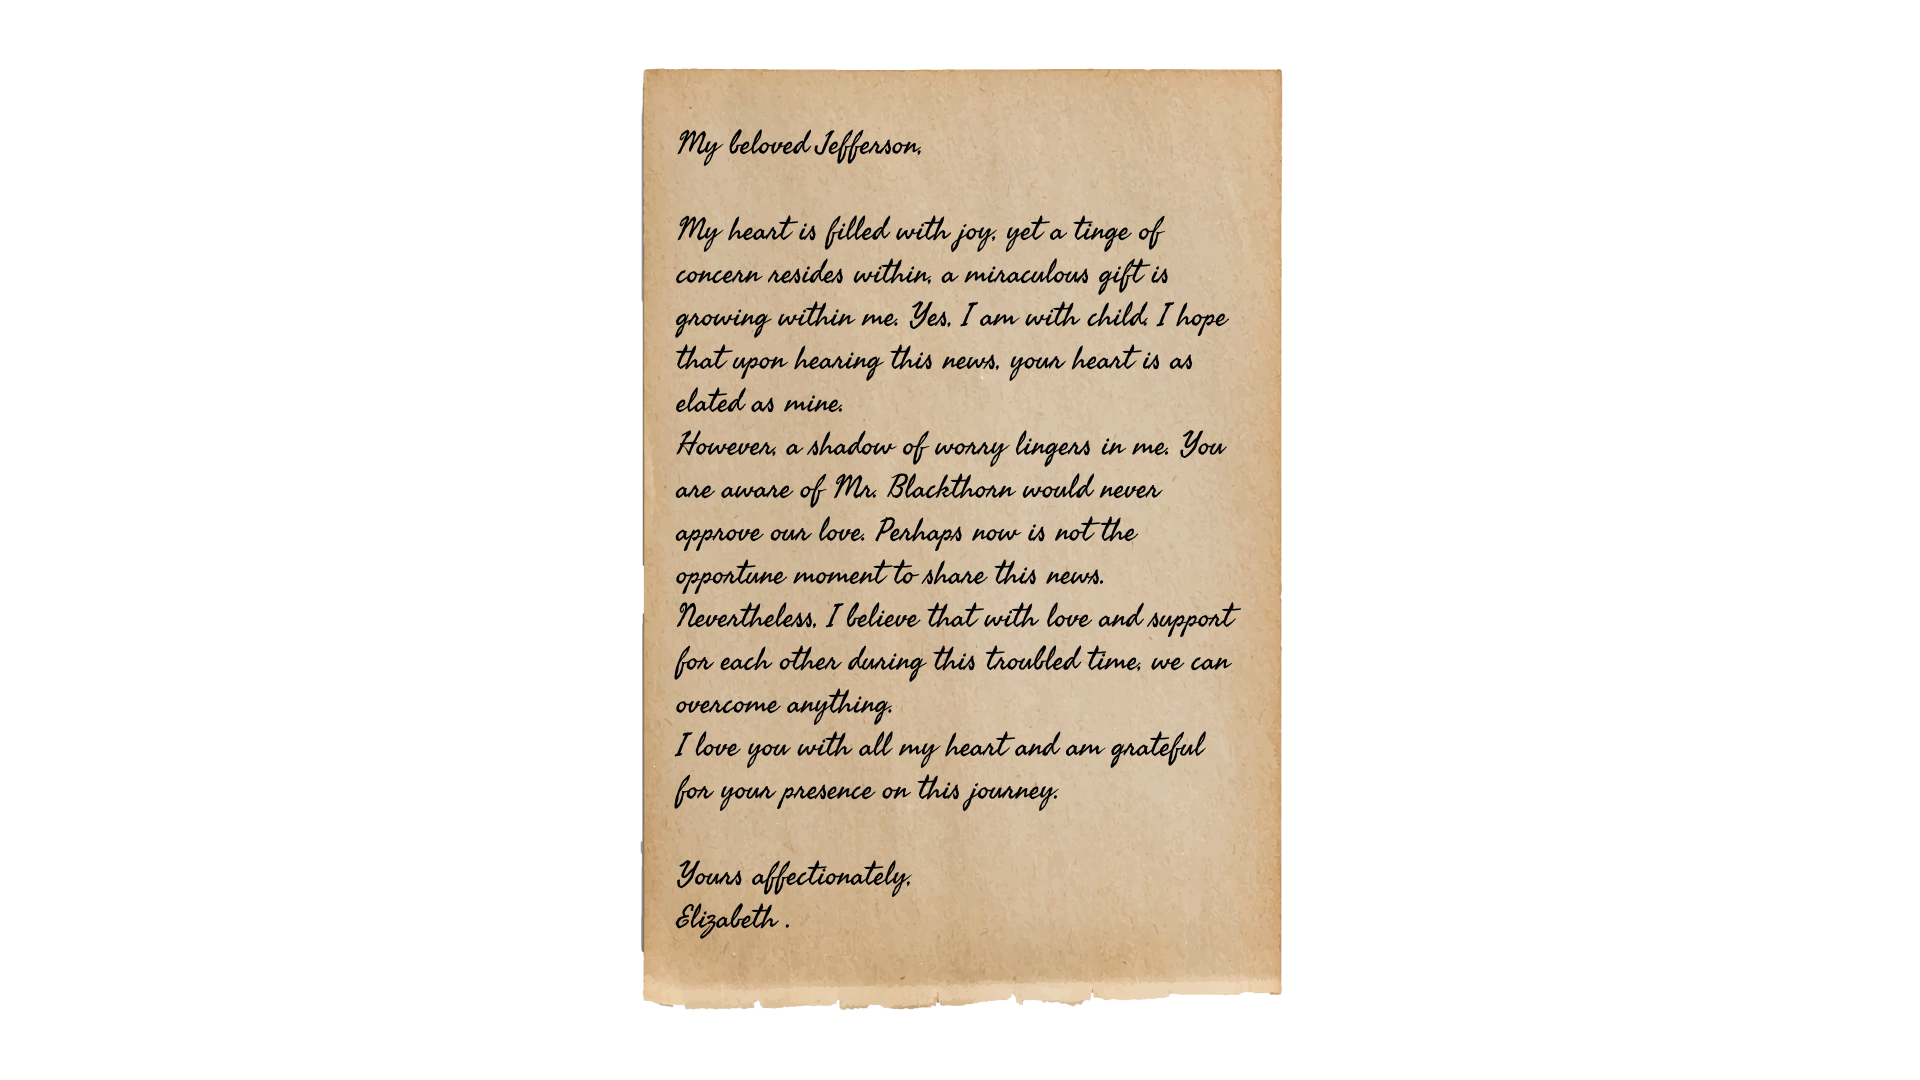 My beloved Jefferson,
My heart is filled with joy, yet a tinge of
concern resides within, a miraculous gift is
growing within me. Yes, I am with child. I hope
that upon hearing this news, your heart is as
elated as mine.
However, a shadow of worry lingers in me. You
are aware of Mr. Blackthorn would never
approve our love. Perhaps now is not the
opportune moment to share this news.
Nevertheless, I believe that with love and support
for each other during this troubled time, we can
overcome anything.
I love you with all my heart and am grateful
for your presence on this journey.
Yours affectionately,
Elizabeth .